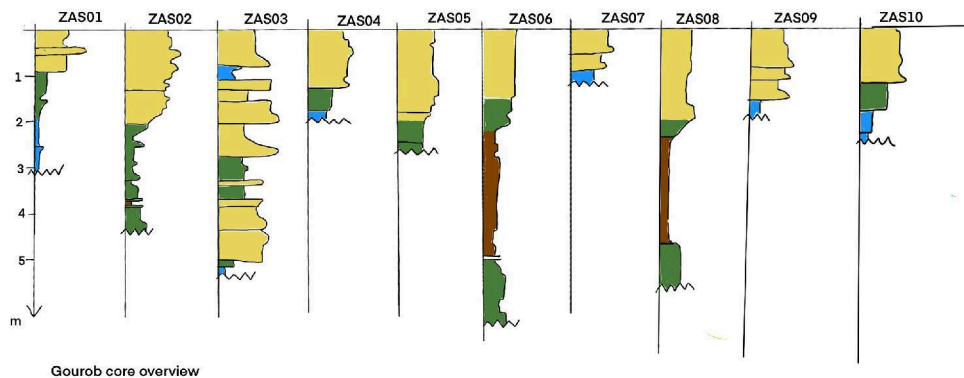 ZAS01 ZAS02 ZAS03 ZAS04 ZAS05 ZAS06 ZAS07 ZAS08 ZAS09 ZAS10
1
2
3
4
5
m
Gourob core overview